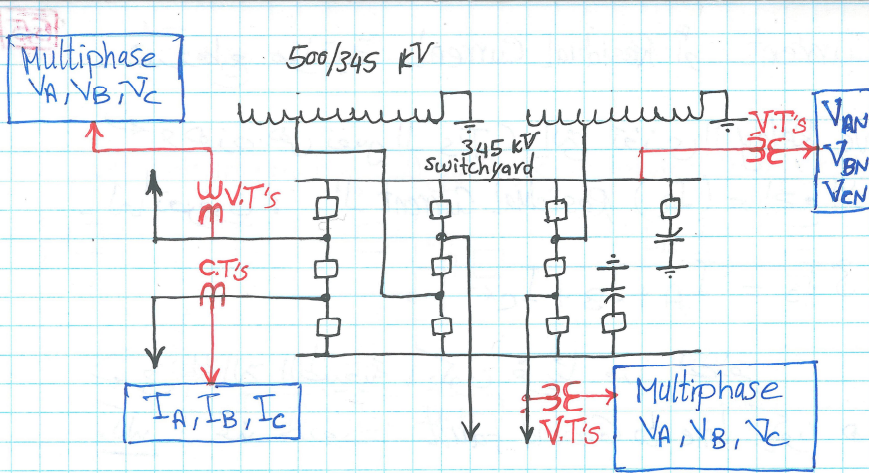 Multiphase
VA, VB, VC
500/345 KV
345 KV
Switchyard
V.T's
VAN
VBN
VCN
V.T's
C.T's
IA, IB, IC
V.T's
Multiphase
VA, VB, VC